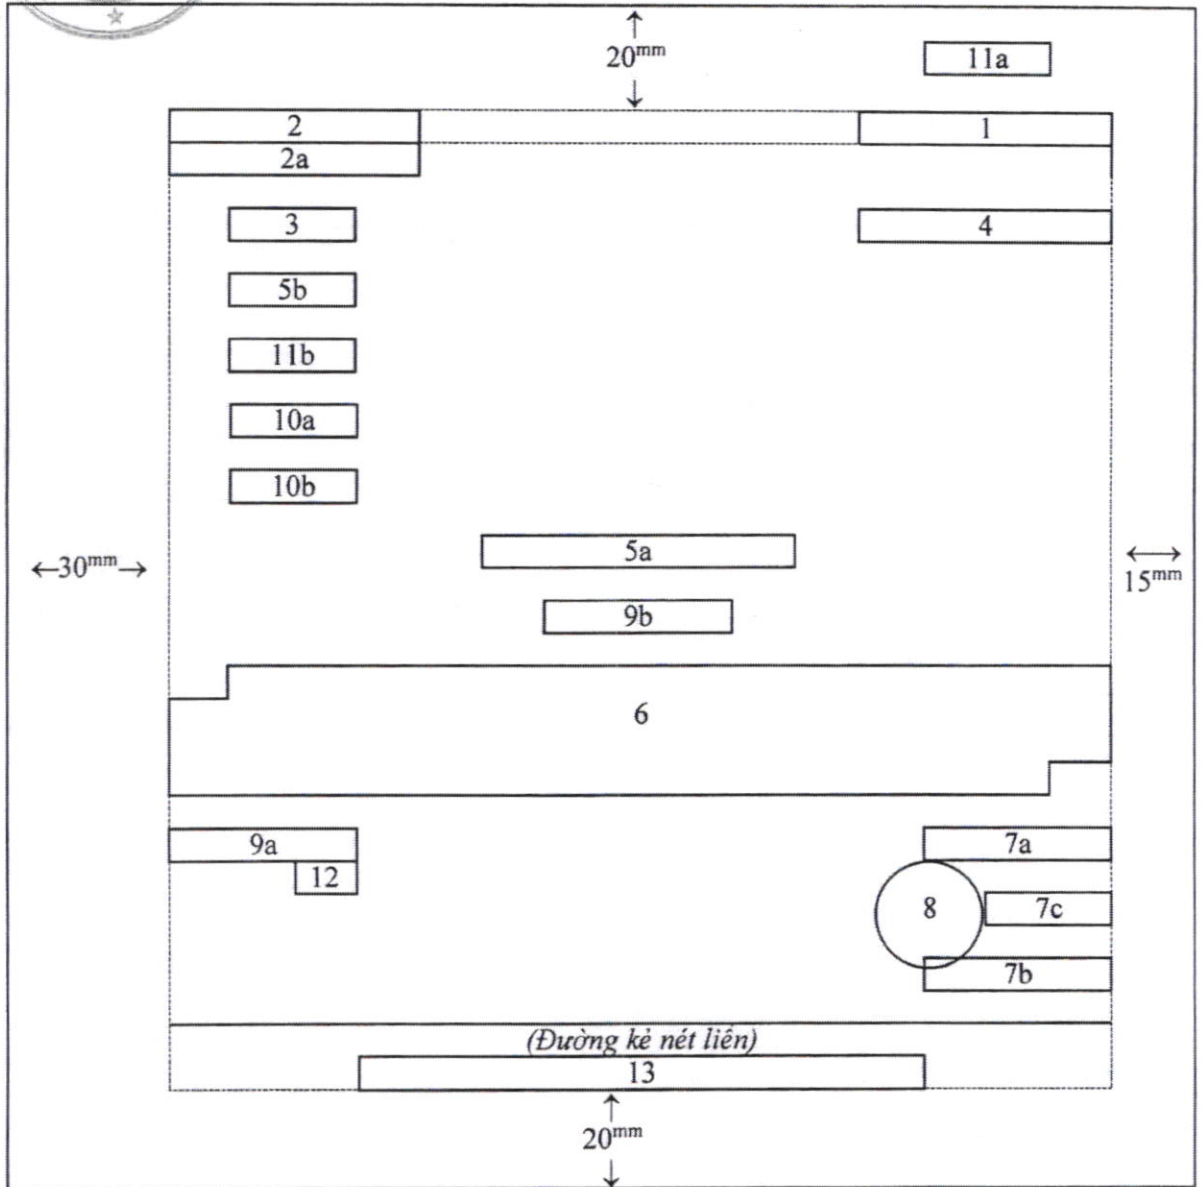 20mm
11a
2
1
2a
3
4
5b
11b
10a
10b
5a
←30mm→
15mm
9b
6
9a
7a
12
8
7c
7b
(Đường kẻ nét liền)
13
20mm